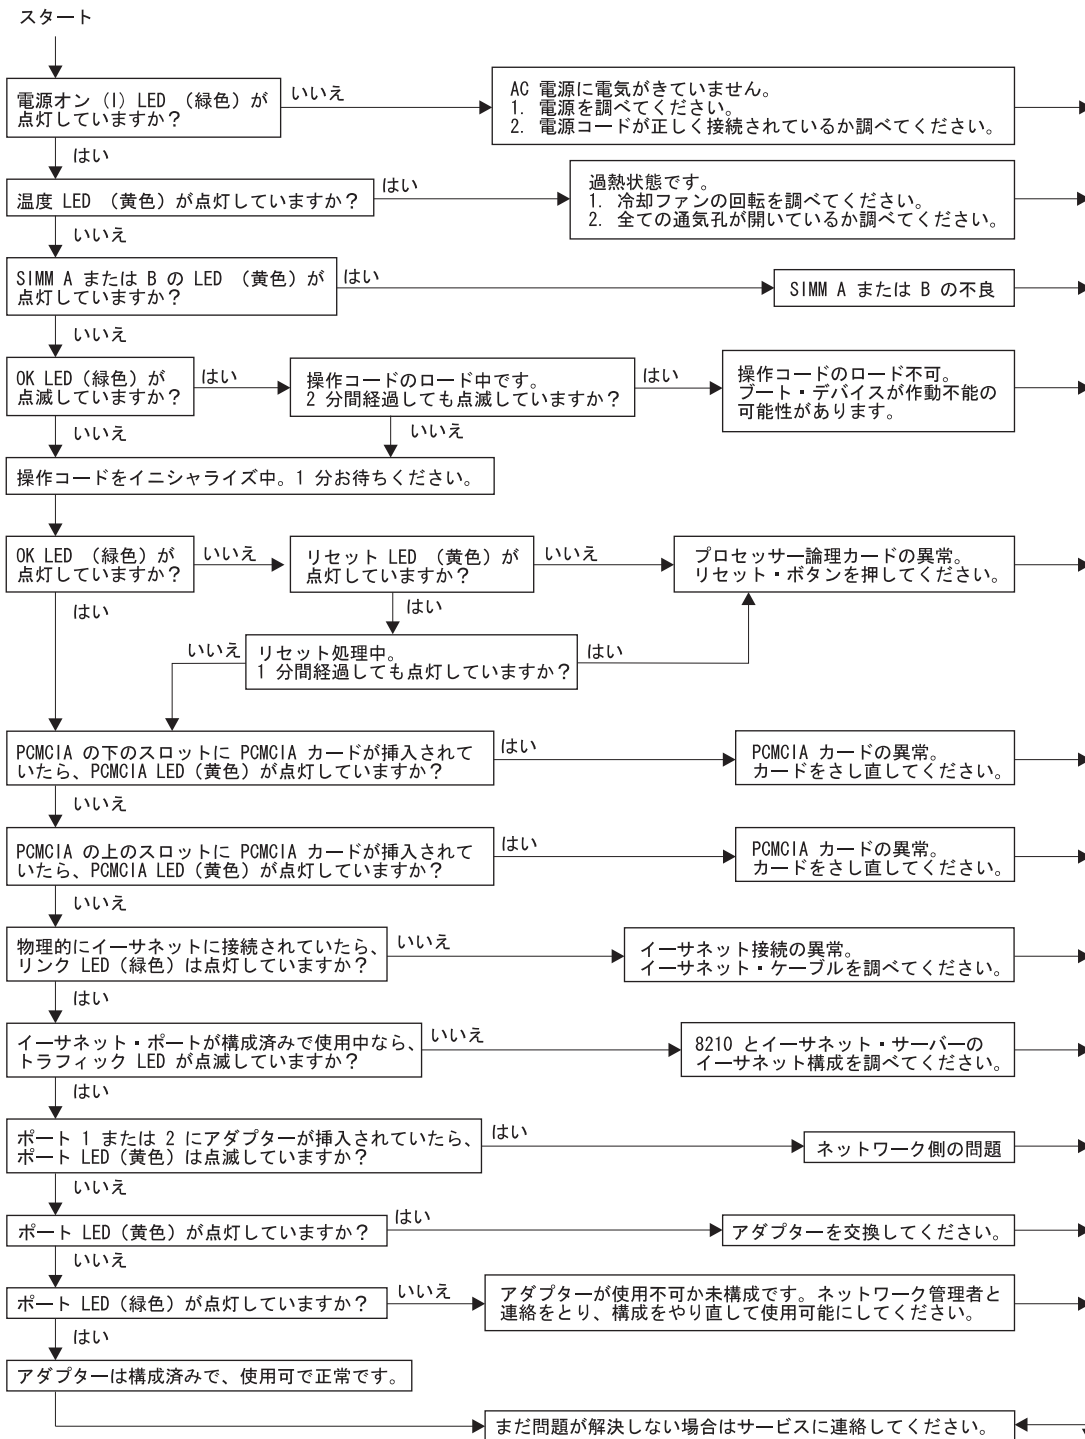 スタート
電源オン (I) LED (緑色) が
点灯していますか？
いいえ
AC 電源に電気がきていません。
1. 電源を調べてください。
2. 電源コードが正しく接続されているか調べてください。
はい
温度 LED (黄色) が点灯していますか？
はい
過熱状態です。
1. 冷却ファンの回転を調べてください。
2. 全ての通気孔が開いているか調べてください。
いいえ
SIMM A または B の LED (黄色) が
点灯していますか？
はい
SIMM A または B の不良
いいえ
OK LED (緑色) が
点滅していますか？
はい
操作コードのロード中です。
2 分間経過しても点滅していますか？
はい
操作コードのロード不可。
ブート・デバイスが作動不能の
可能性があります。
いいえ
いいえ
操作コードをイニシャライズ中。1 分お待ちください。
OK LED (緑色) が
点灯していますか？
いいえ
リセット LED (黄色) が
点灯していますか？
いいえ
プロセッサー論理カードの異常。
リセット・ボタンを押してください。
はい
はい
いいえ
リセット処理中。
1 分間経過しても点灯していますか？
はい
PCMCIA の下のスロットに PCMCIA カードが挿入されて
いたら、PCMCIA LED (黄色) が点灯していますか？
はい
PCMCIA カードの異常。
カードをさし直してください。
いいえ
PCMCIA の上のスロットに PCMCIA カードが挿入されて
いたら、PCMCIA LED (黄色) が点灯していますか？
はい
PCMCIA カードの異常。
カードをさし直してください。
いいえ
物理的にイーサネットに接続されていたら、
リンク LED (緑色) は点灯していますか？
いいえ
イーサネット接続の異常。
イーサネット・ケーブルを調べてください。
はい
イーサネット・ポートが構成済みで使用中なら、
トラフィック LED が点滅していますか？
いいえ
8210 とイーサネット・サーバーの
イーサネット構成を調べてください。
はい
ポート 1 または 2 にアダプターが挿入されていたら、
ポート LED (黄色) は点滅していますか？
はい
ネットワーク側の問題
いいえ
ポート LED (黄色) が点灯していますか？
はい
アダプターを交換してください。
いいえ
ポート LED (緑色) が点灯していますか？
いいえ
アダプターが使用不可か未構成です。ネットワーク管理者と
連絡をとり、構成をやり直して使用可能にしてください。
はい
アダプターは構成済みで、使用可で正常です。
まだ問題が解決しない場合はサービスに連絡してください。